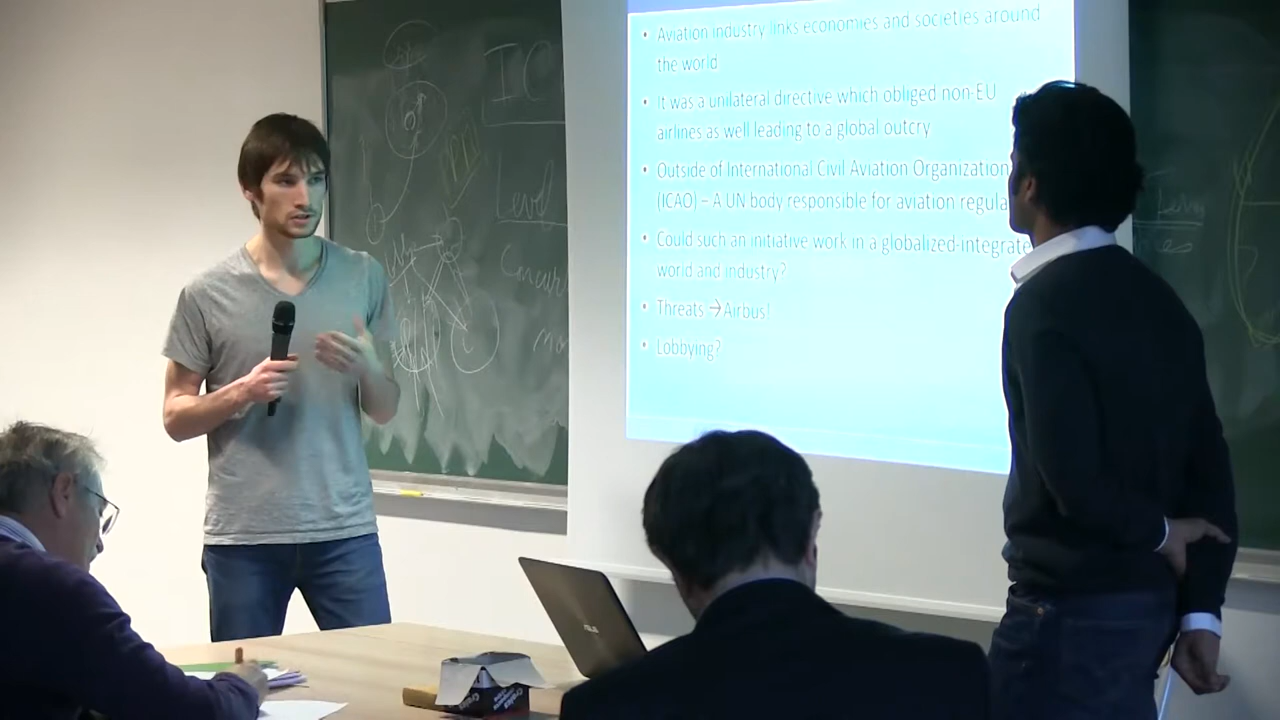 • Aviation industry links economies and societies around
the world
• It was a unilateral directive which obliged non-EU
airlines as well leading to a global outcry
• Outside of International Civil Aviation Organization
(ICAO) – A UN body responsible for aviation regula
• Could such an initiative work in a globalized-integrate
world and industry?
• Threats →Airbus!
• Lobbying?
IC
Level
Concurr
ASUS